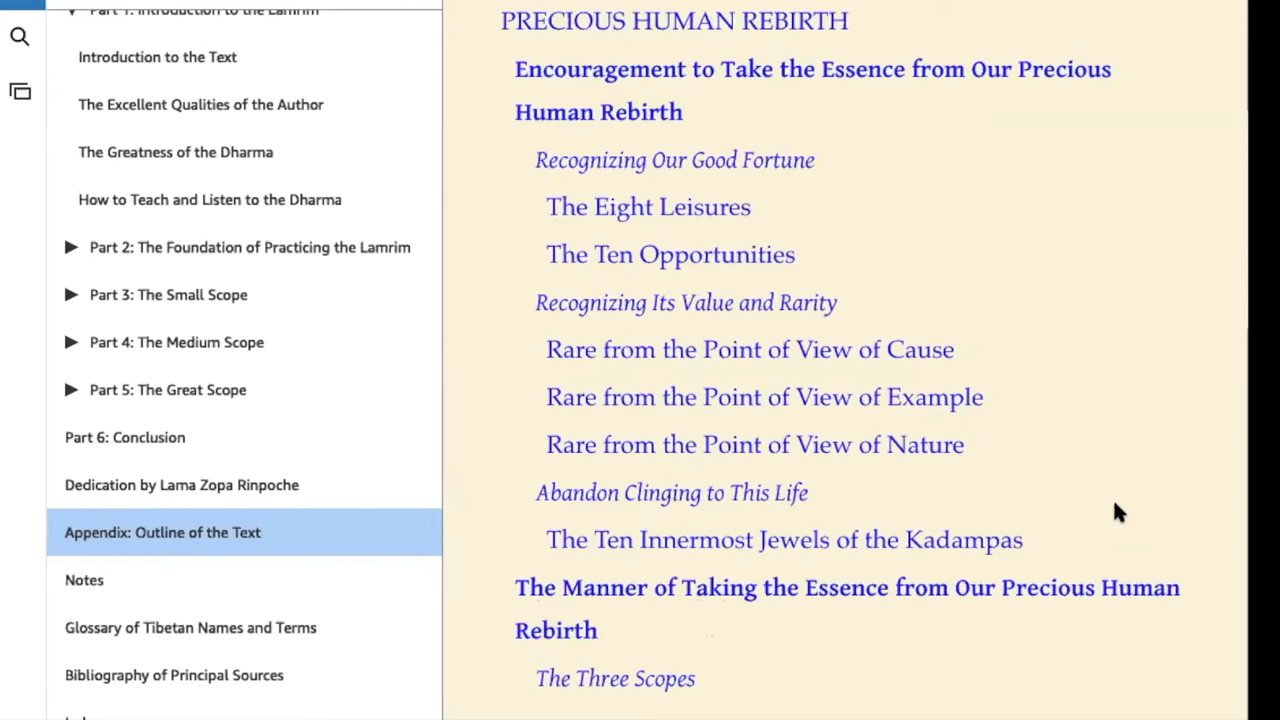 Part 1: Introduction to the Lamrim
Introduction to the Text
The Excellent Qualities of the Author
The Greatness of the Dharma
How to Teach and Listen to the Dharma
Part 2: The Foundation of Practicing the Lamrim
Part 3: The Small Scope
Part 4: The Medium Scope
Part 5: The Great Scope
Part 6: Conclusion
Dedication by Lama Zopa Rinpoche
Appendix: Outline of the Text
Notes
Glossary of Tibetan Names and Terms
Bibliography of Principal Sources
PRECIOUS HUMAN REBIRTH
Encouragement to Take the Essence from Our Precious
Human Rebirth
Recognizing Our Good Fortune
The Eight Leisures
The Ten Opportunities
Recognizing Its Value and Rarity
Rare from the Point of View of Cause
Rare from the Point of View of Example
Rare from the Point of View of Nature
Abandon Clinging to This Life
The Ten Innermost Jewels of the Kadampas
The Manner of Taking the Essence from Our Precious Human
Rebirth
The Three Scopes